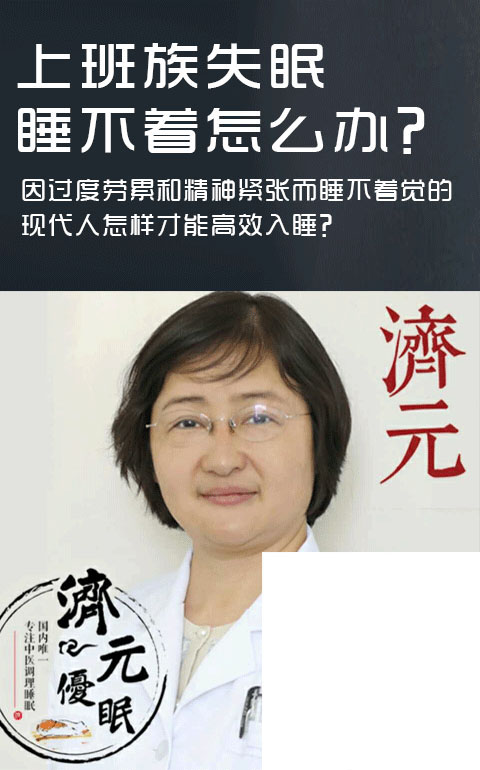 上班族失眠
睡不着怎么办?
因过度劳累和精神紧张而睡不着觉的
现代人怎样才能高效入睡?
濟元
濟元
優眠
国内唯一
专注中医调理睡眠